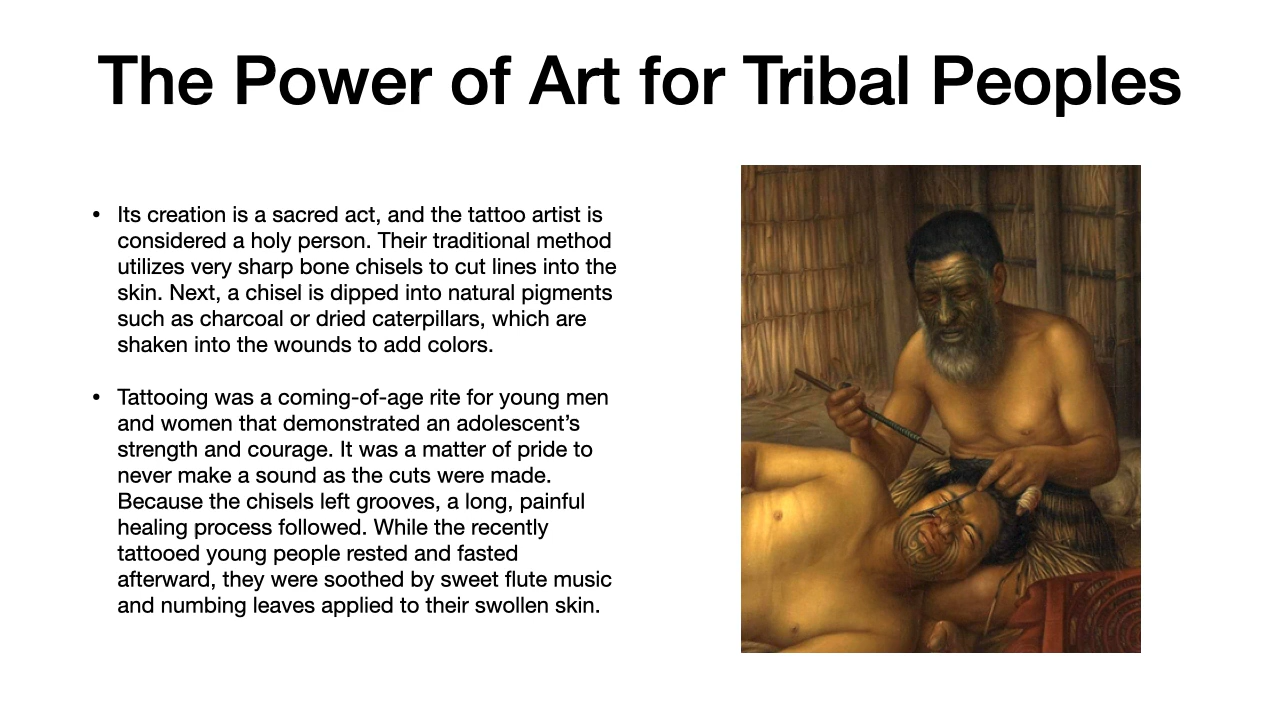 The Power of Art for Tribal Peoples
• Its creation is a sacred act, and the tattoo artist is
considered a holy person. Their traditional method
utilizes very sharp bone chisels to cut lines into the
skin. Next, a chisel is dipped into natural pigments
such as charcoal or dried caterpillars, which are
shaken into the wounds to add colors.
• Tattooing was a coming-of-age rite for young men
and women that demonstrated an adolescent’s
strength and courage. It was a matter of pride to
never make a sound as the cuts were made.
Because the chisels left grooves, a long, painful
healing process followed. While the recently
tattooed young people rested and fasted
afterward, they were soothed by sweet flute music
and numbing leaves applied to their swollen skin.